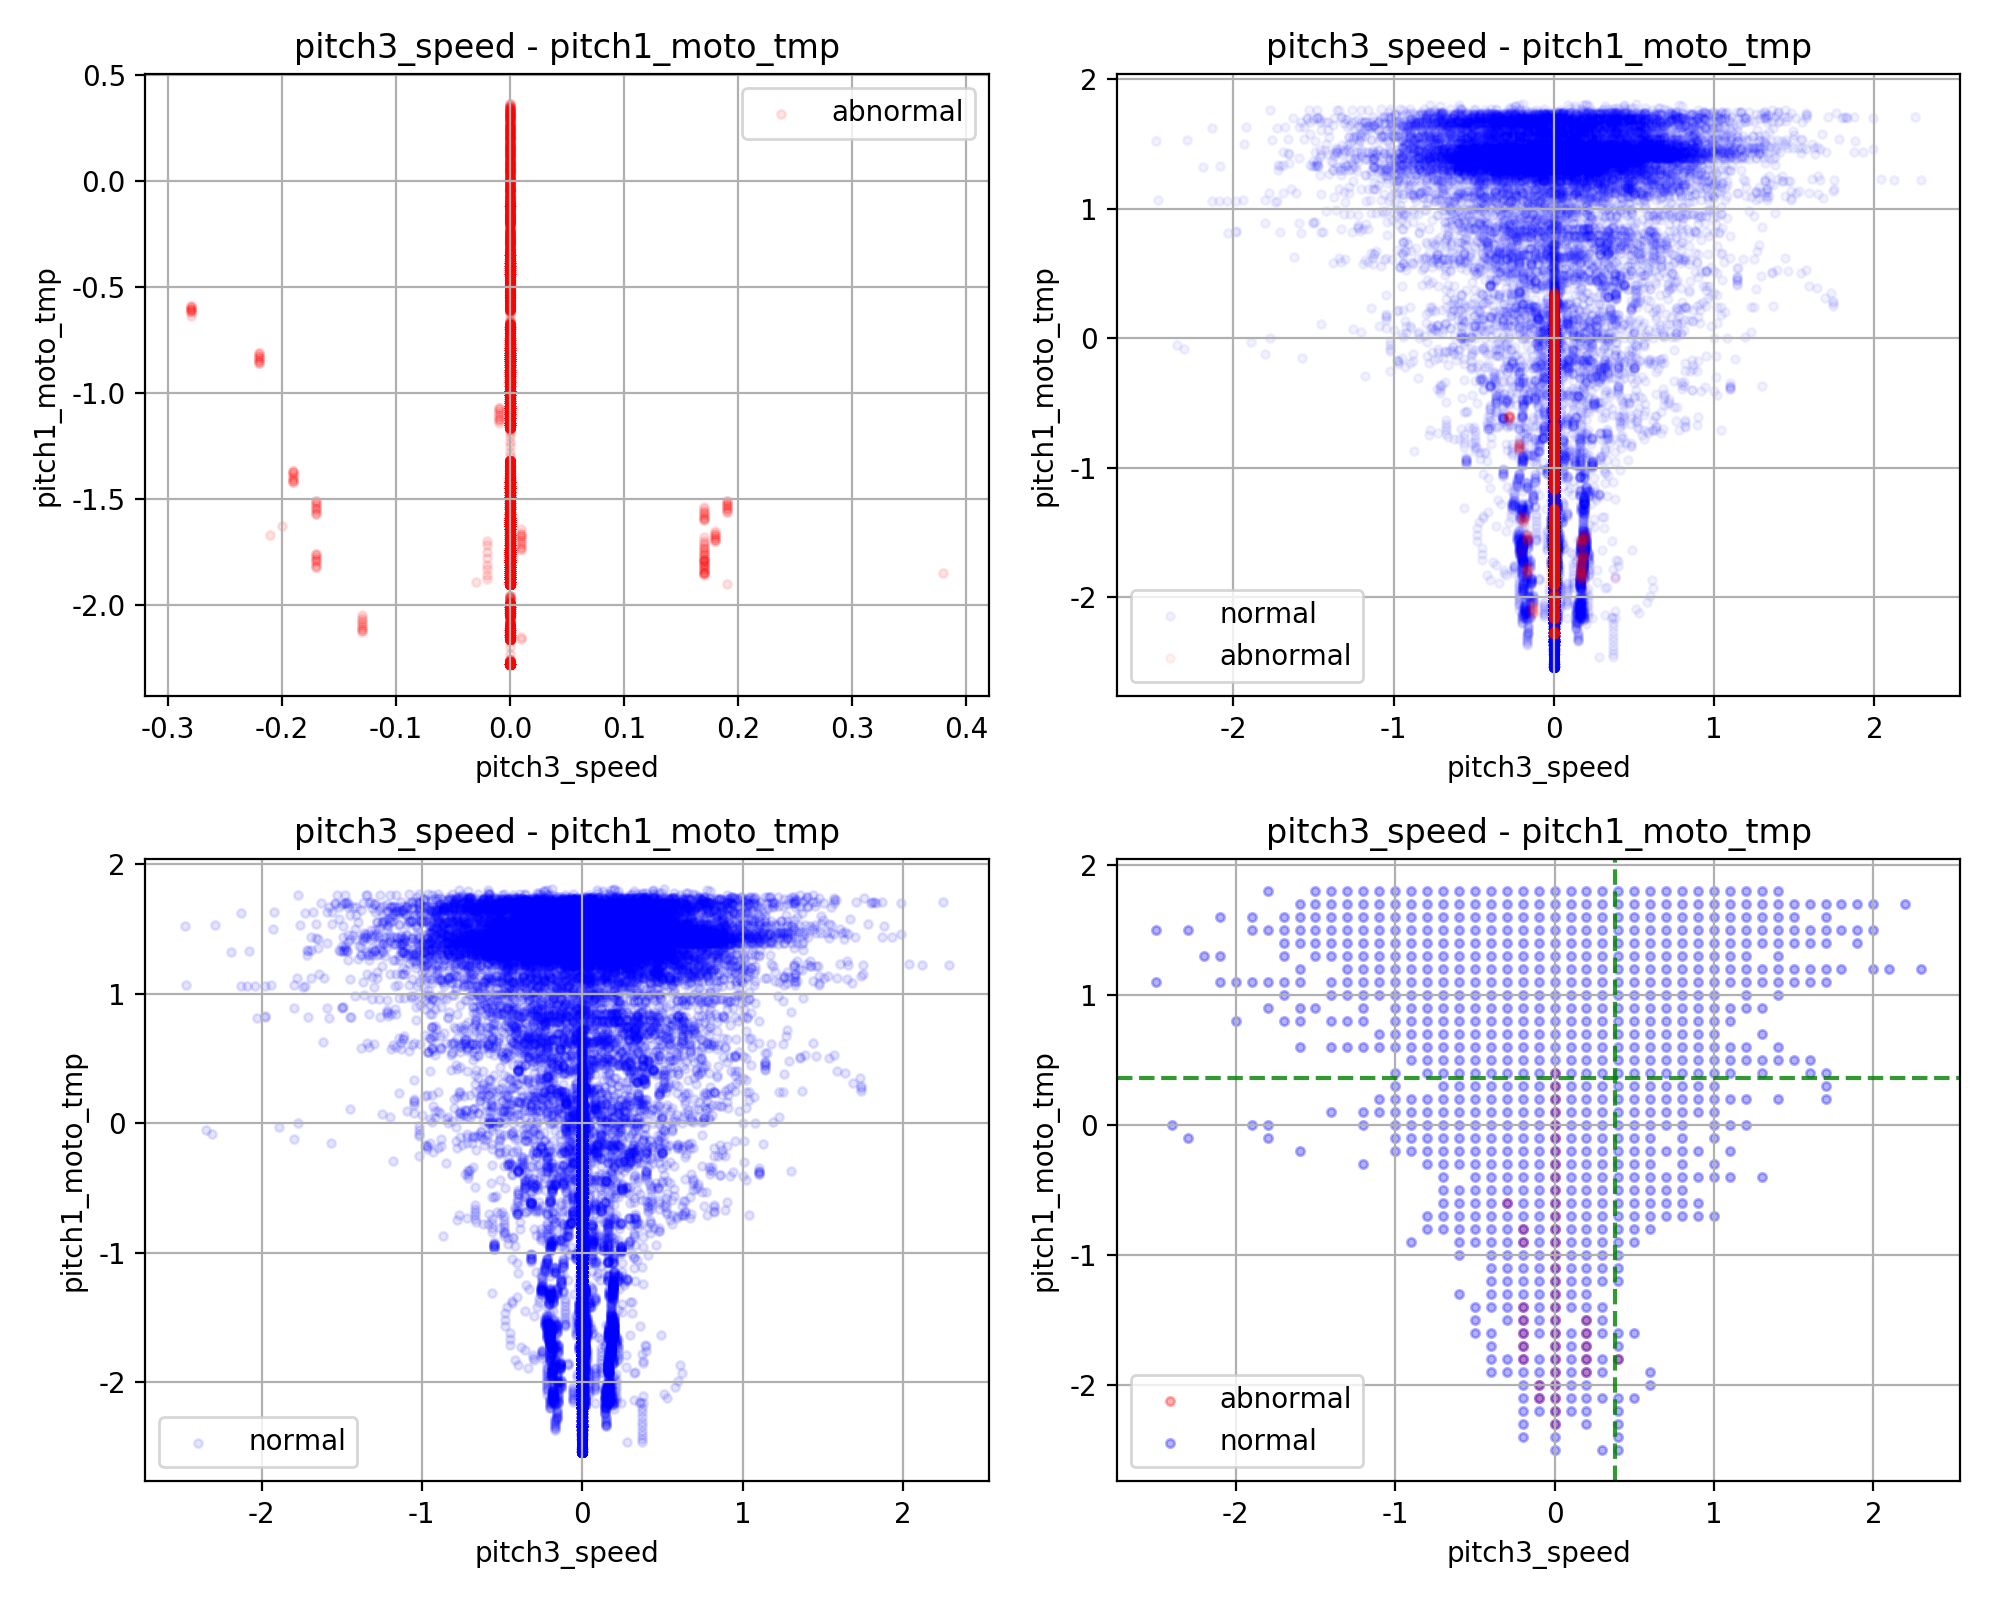 pitch3_speed - pitch1_moto_tmp
0.5
0.0
-0.5
-1.0
-1.5
-2.0
pitch1_moto_tmp
abnormal
-0.3 -0.2 -0.1 0.0 0.1 0.2 0.3 0.4
pitch3_speed
pitch3_speed - pitch1_moto_tmp
2
1
0
-1
-2
pitch1_moto_tmp
normal
abnormal
-2 -1 0 1 2
pitch3_speed
pitch3_speed - pitch1_moto_tmp
2
1
0
-1
-2
pitch1_moto_tmp
normal
-2 -1 0 1 2
pitch3_speed
pitch3_speed - pitch1_moto_tmp
2
1
0
-1
-2
pitch1_moto_tmp
abnormal
normal
-2 -1 0 1 2
pitch3_speed